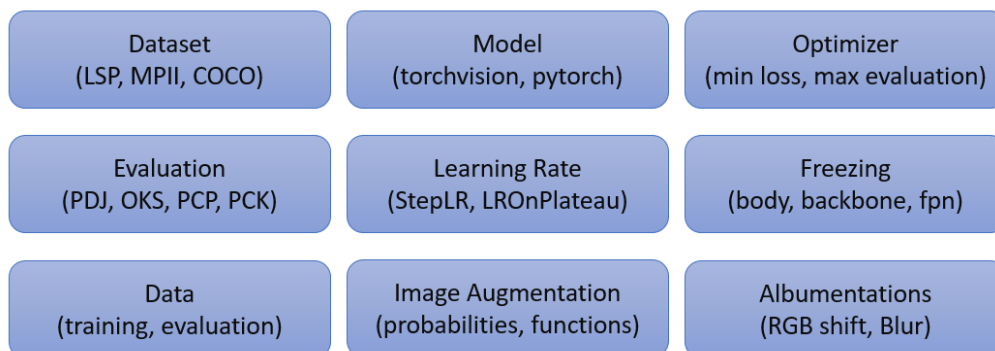 Dataset
(LSP, MPII, COCO)
Model
(torchvision, pytorch)
Optimizer
(min loss, max evaluation)
Evaluation
(PDJ, OKS, PCP, PCK)
Learning Rate
(StepLR, LROnPlateau)
Freezing
(body, backbone, fpn)
Data
(training, evaluation)
Image Augmentation
(probabilities, functions)
Albumentations
(RGB shift, Blur)